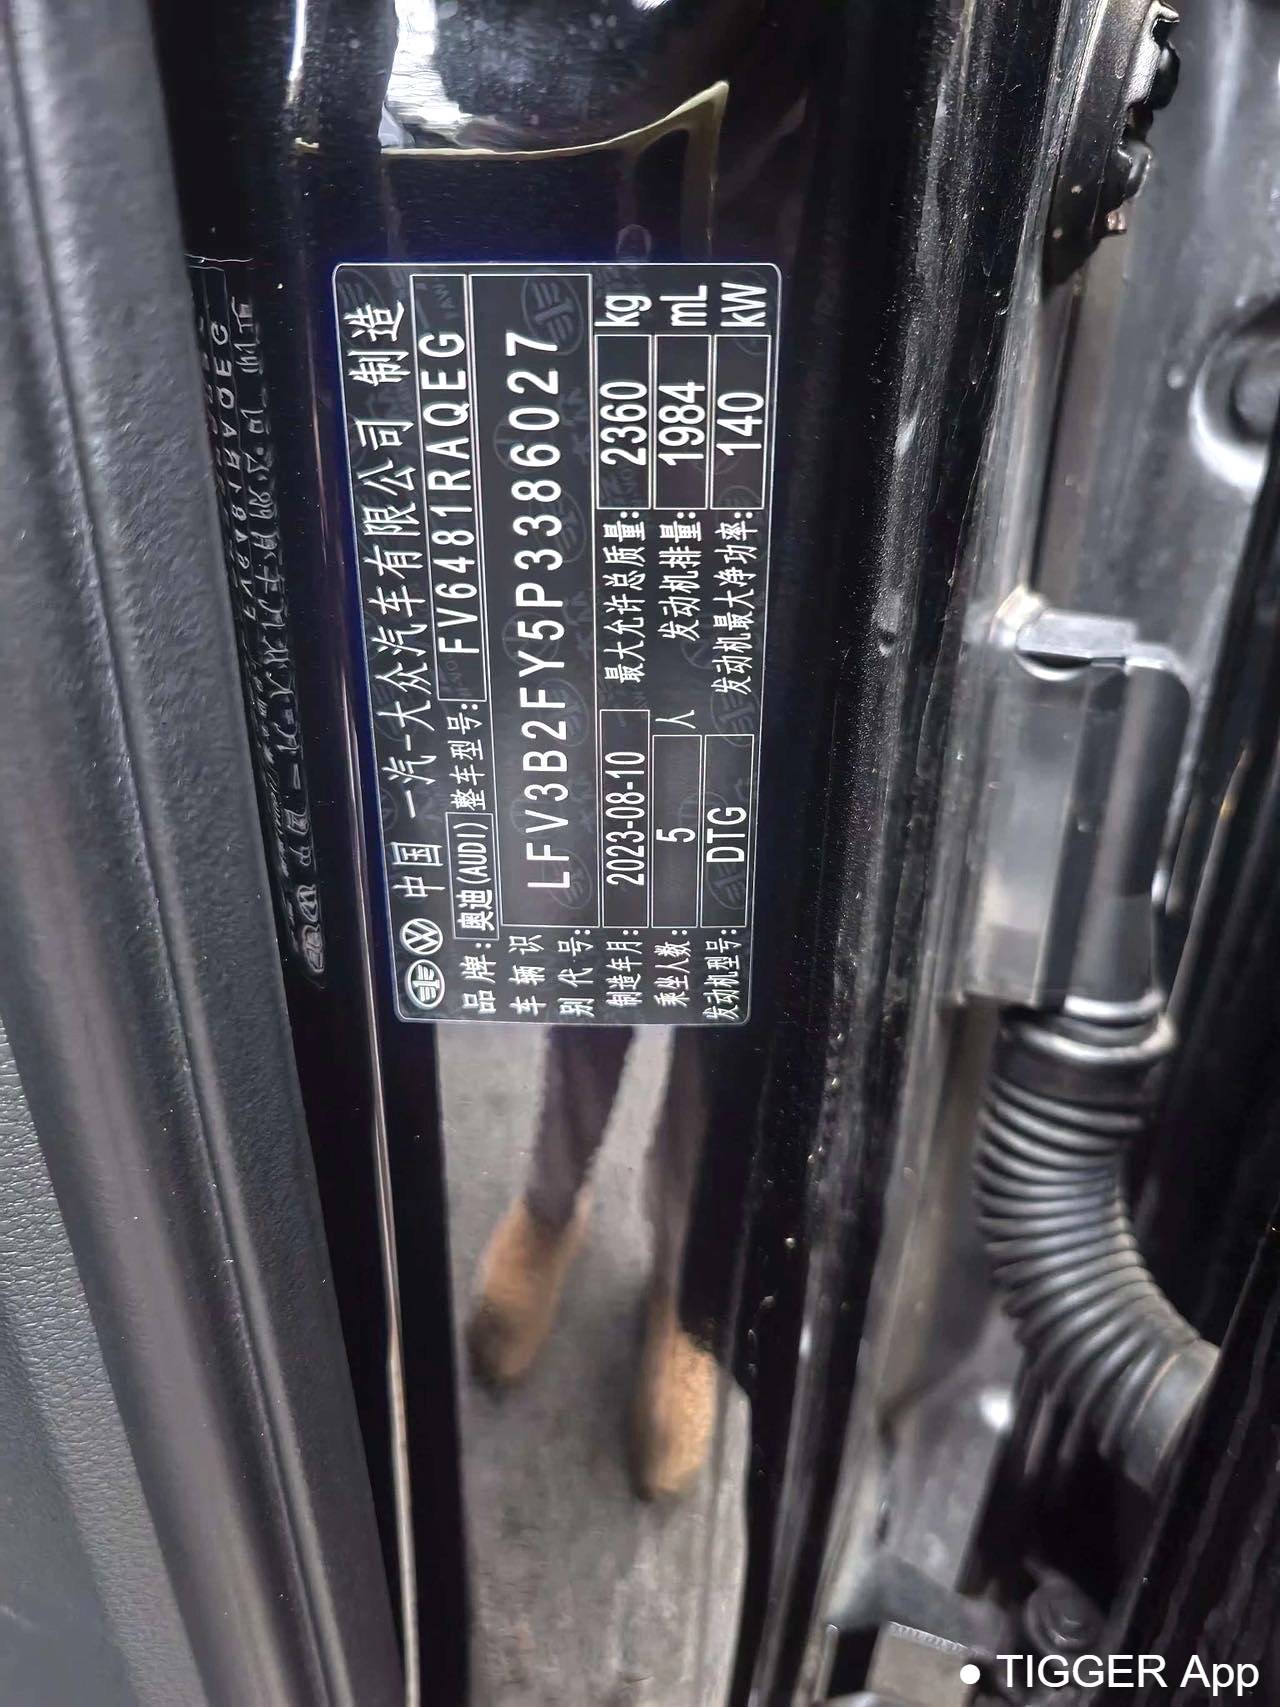 中国 一汽-大众汽车有限公司 制造
品牌: 奥迪(AUDI) 整车型号: FV6481RAQEG
车辆识别代号: LFV3B2FY5P3386027
制造年月: 2023-08-10 最大允许总质量: 2360 kg
乘坐人数: 5 人 发动机排量: 1984 mL
发动机型号: DTG 发动机最大净功率: 140 kW
TIGGER App